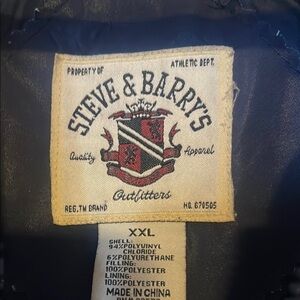 PROPERTY OF
ATHLETIC DEPT.
STEVE & BARRY'S
Quality
Apparel
Outfitters
REG.TM BRAND
NO. 674565
XXL
SHELL:
94%POLYVINYL
CHLORIDE
6%POLYURETHANE
FILLING:
100%POLYESTER
LINING:
100%POLYESTER
MADE IN CHINA